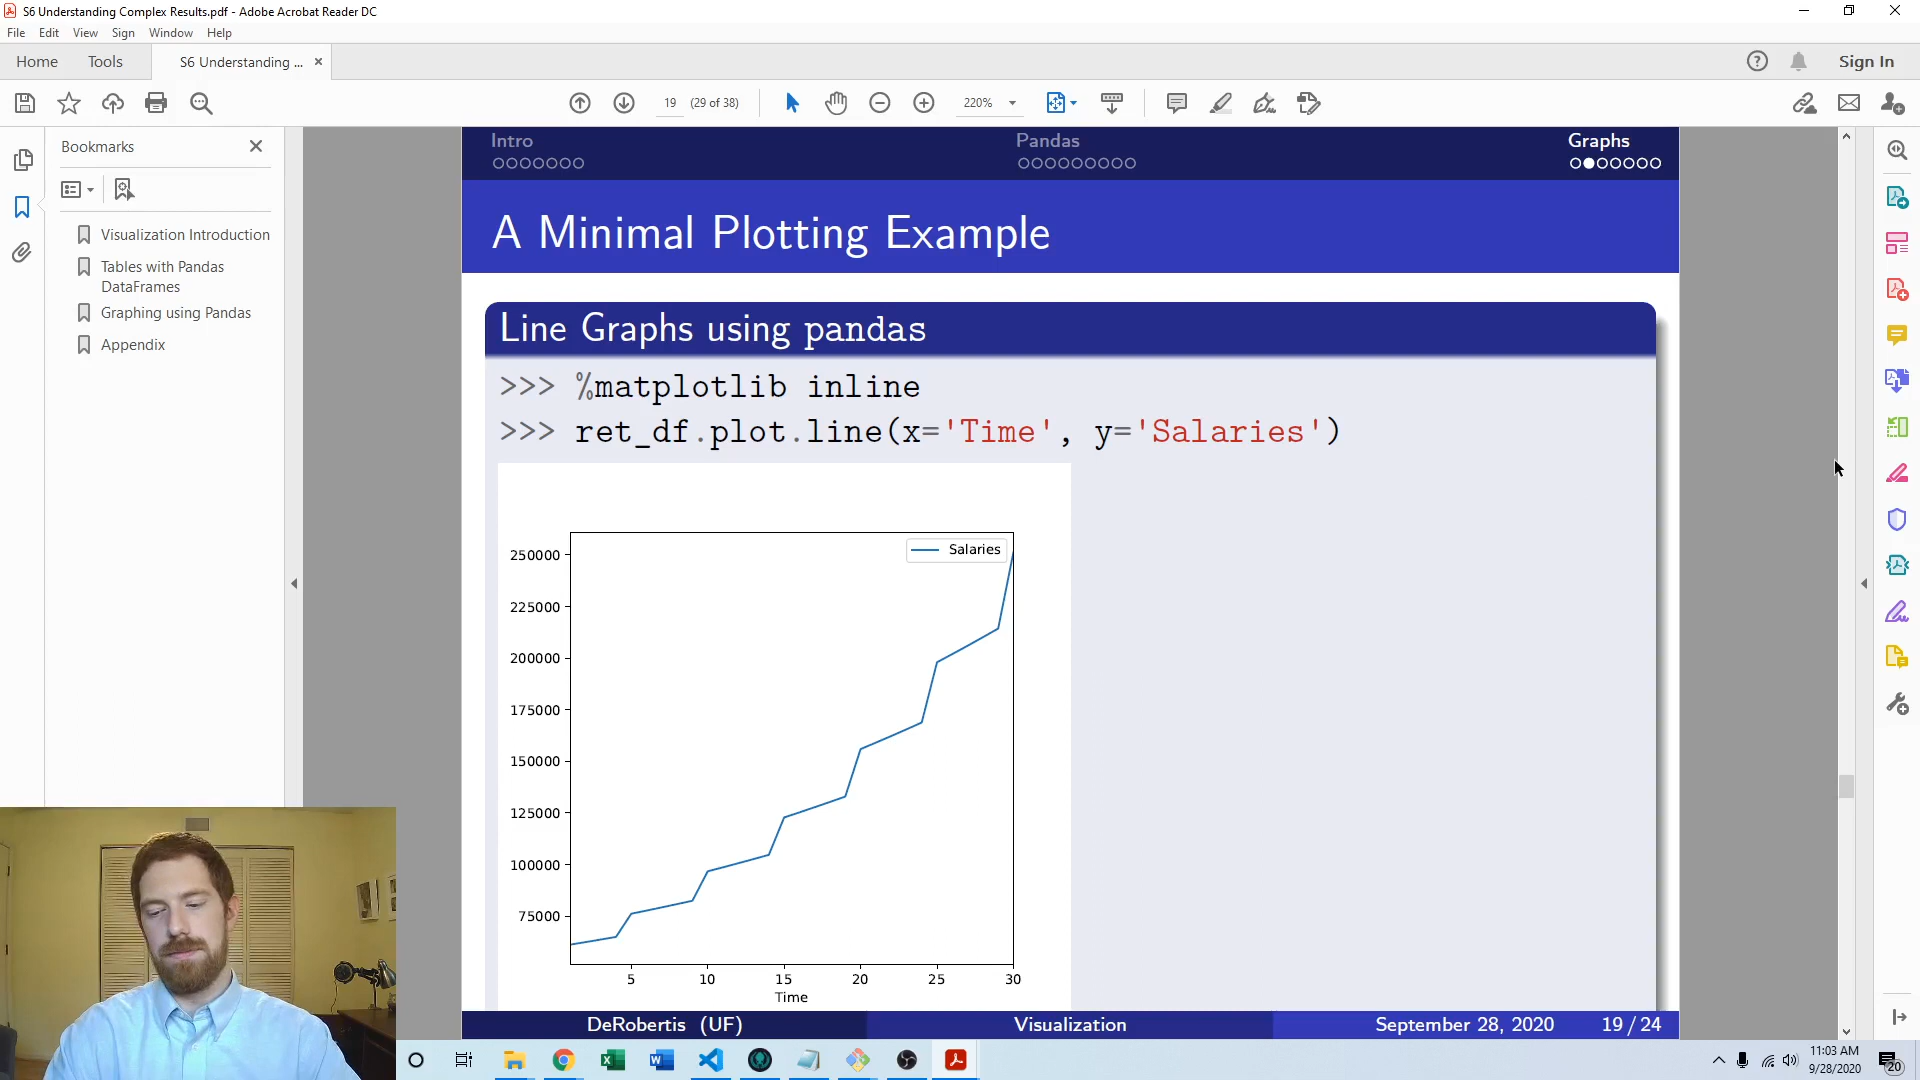 S6 Understanding Complex Results.pdf - Adobe Acrobat Reader DC
File Edit View Sign Window Help
Home Tools S6 Understanding ... Sign In
19 (29 of 38) 220%
Bookmarks
Visualization Introduction
Tables with Pandas
DataFrames
Graphing using Pandas
Appendix
Intro Pandas Graphs
A Minimal Plotting Example
Line Graphs using pandas
>>> %matplotlib inline
>>> ret_df.plot.line(x='Time', y='Salaries')
Salaries
250000
225000
200000
175000
150000
125000
100000
75000
5 10 15 20 25 30
Time
DeRobertis (UF) Visualization September 28, 2020 19 / 24
11:03 AM
9/28/2020
20